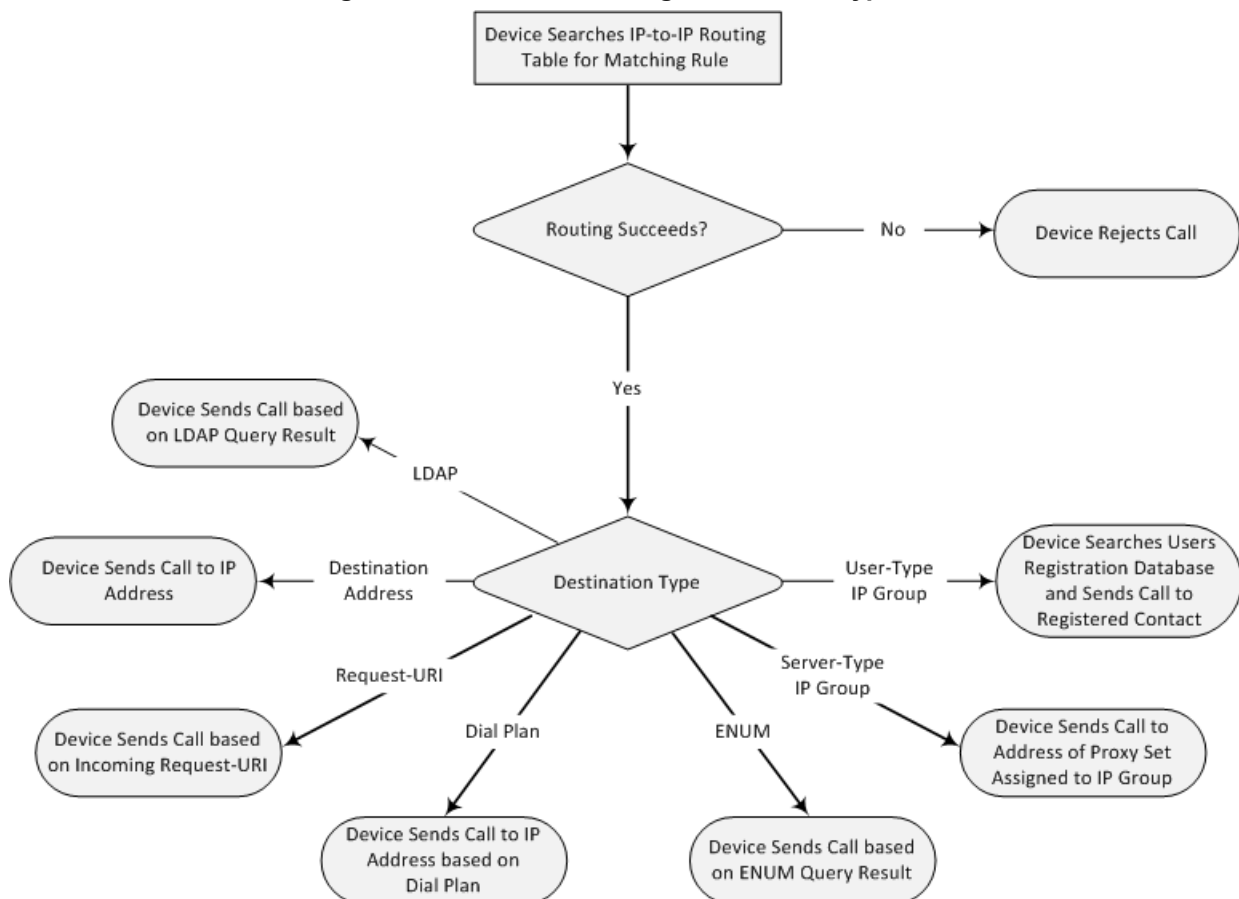 Device Searches IP-to-IP Routing
Table for Matching Rule
Routing Succeeds?
No
Device Rejects Call
Yes
Device Sends Call based
on LDAP Query Result
LDAP
Destination Type
Destination
Address
Device Sends Call to IP
Address
User-Type
IP Group
Device Searches Users
Registration Database
and Sends Call to
Registered Contact
Request-URI
Device Sends Call based
on Incoming Request-URI
Dial Plan
Device Sends Call to IP
Address based on
Dial Plan
ENUM
Device Sends Call based
on ENUM Query Result
Server-Type
IP Group
Device Sends Call to
Address of Proxy Set
Assigned to IP Group